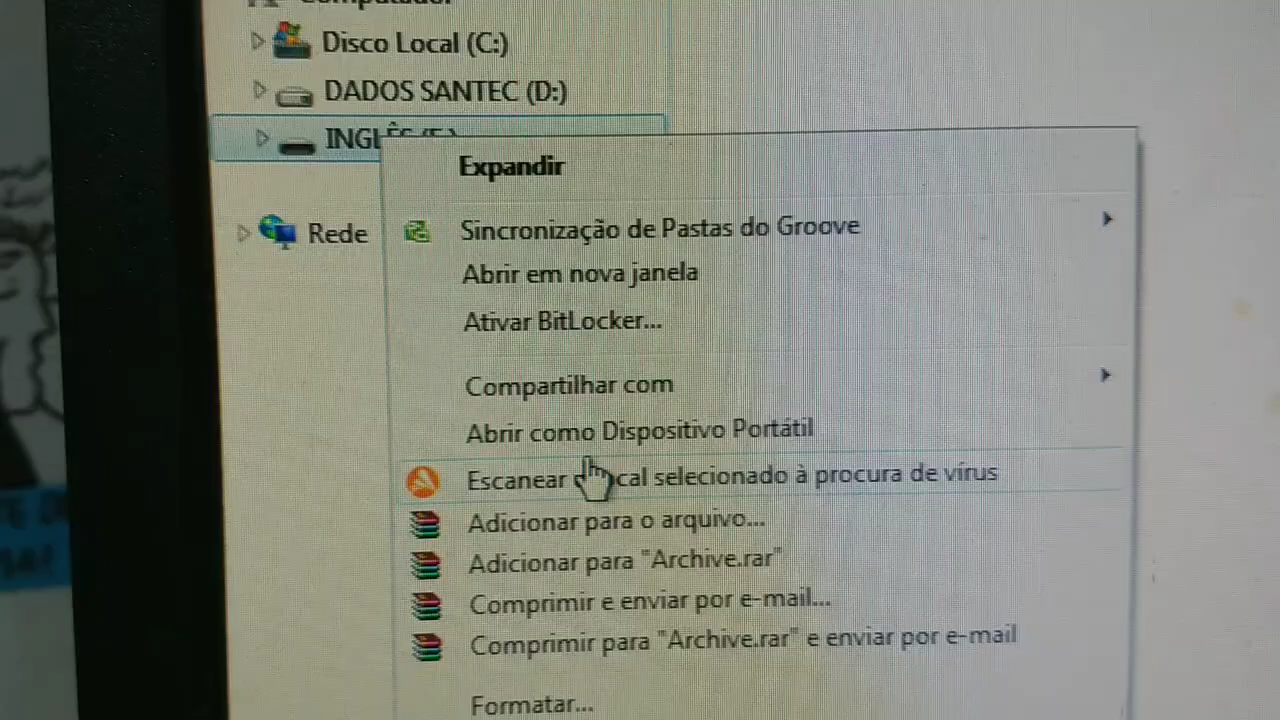 Computador
Disco Local (C:)
DADOS SANTEC (D:)
Expandir
Rede
Sincronização de Pastas do Groove
Abrir em nova janela
Ativar BitLocker...
Compartilhar com
Abrir como Dispositivo Portátil
Escanear selecionado à procura de vírus
Adicionar para o arquivo...
Adicionar para "Archive.rar"
Comprimir e enviar por e-mail...
Comprimir para "Archive.rar" e enviar por e-mail
Formatar...